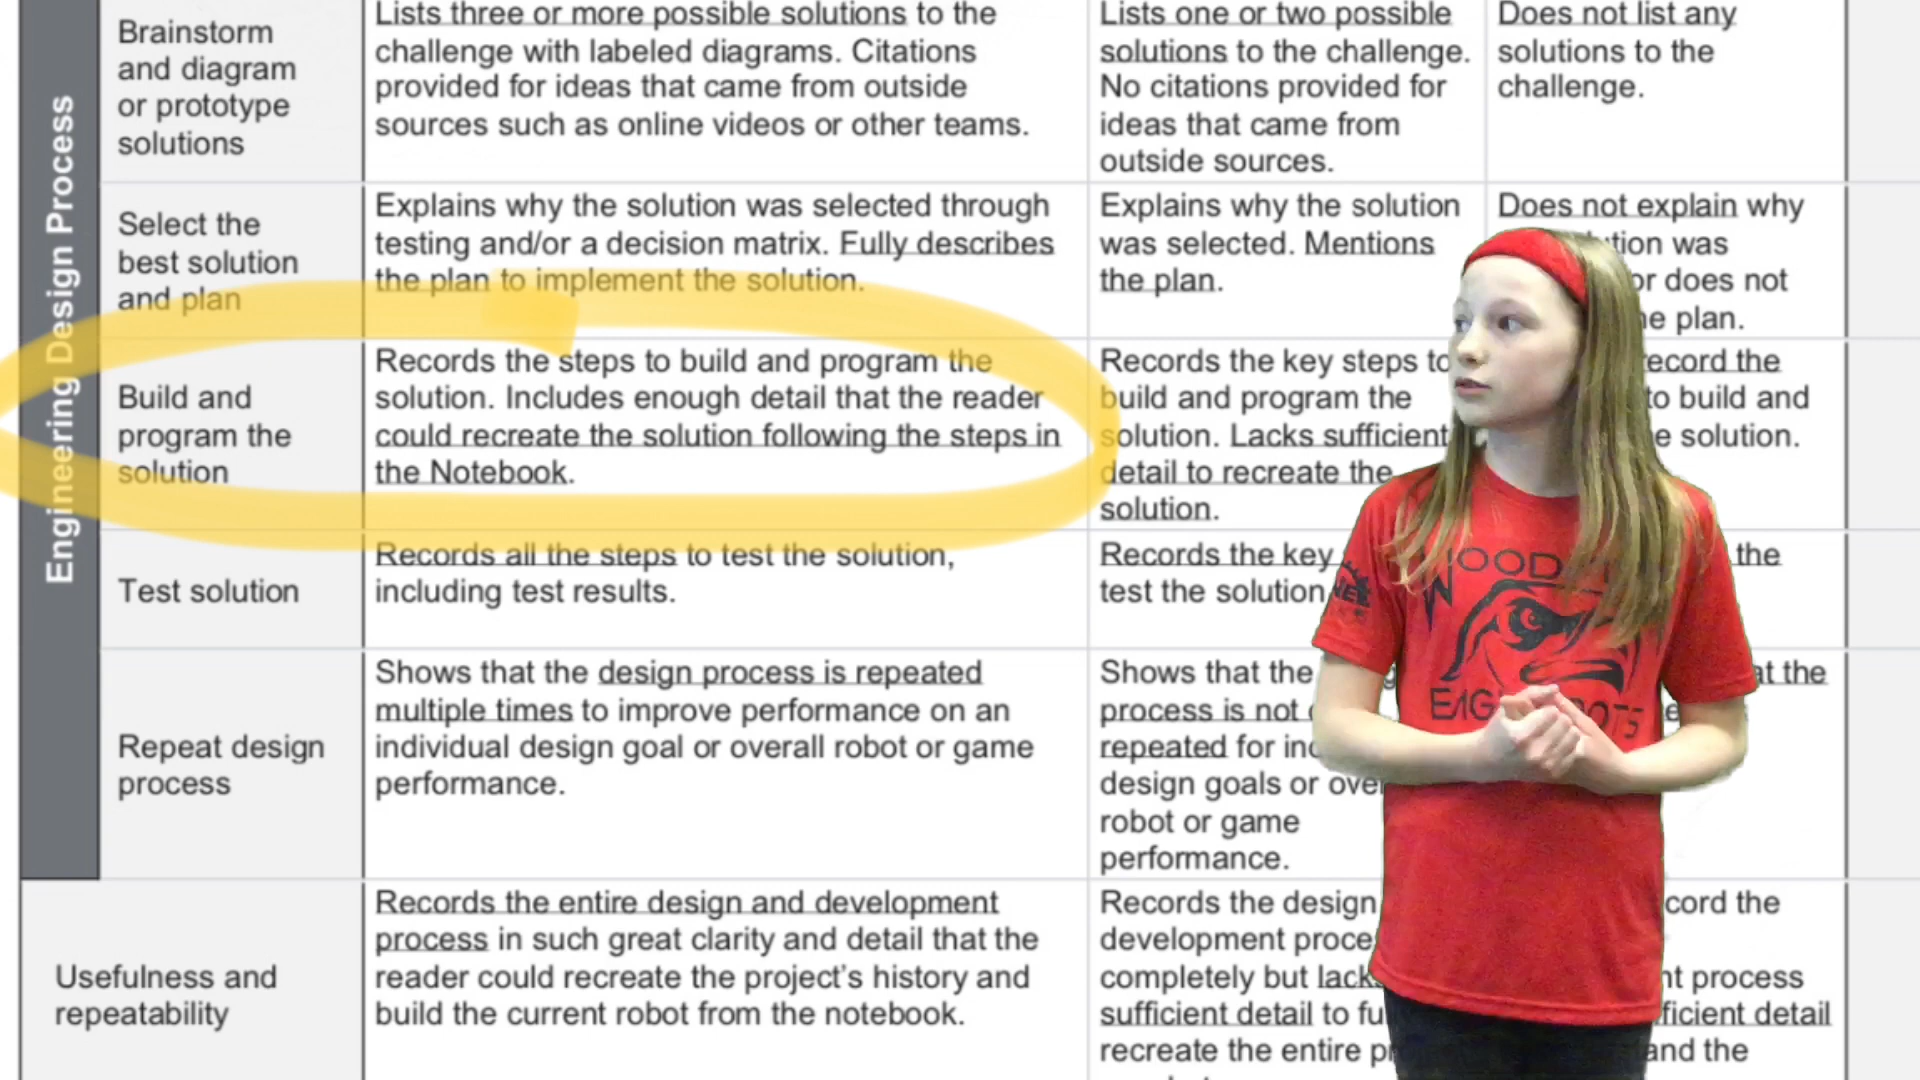 Engineering Design Process
Brainstorm
and diagram
or prototype
solutions
Lists three or more possible solutions to the
challenge with labeled diagrams. Citations
provided for ideas that came from outside
sources such as online videos or other teams.
Lists one or two possible
solutions to the challenge.
No citations provided for
ideas that came from
outside sources.
Does not list any
solutions to the
challenge.
Select the
best solution
and plan
Explains why the solution was selected through
testing and/or a decision matrix. Fully describes
the plan to implement the solution.
Explains why the solution
was selected. Mentions
the plan.
Does not explain why
was
or does not
plan.
Build and
program the
solution
Records the steps to build and program the
solution. Includes enough detail that the reader
could recreate the solution following the steps in
the Notebook.
Records the key steps to
build and program the
solution. Lacks sufficient
detail to recreate the
solution.
the
to build and
solution.
Test solution
Records all the steps to test the solution,
including test results.
Records the key
test the solution
the
Repeat design
process
Shows that the design process is repeated
multiple times to improve performance on an
individual design goal or overall robot or game
performance.
Shows that the
process is not
repeated for
design goals or
robot or game
performance.
the
Usefulness and
repeatability
Records the entire design and development
process in such great clarity and detail that the
reader could recreate the project's history and
build the current robot from the notebook.
Records the design
development
completely but
sufficient detail to
recreate the entire
the
process
detail
and the